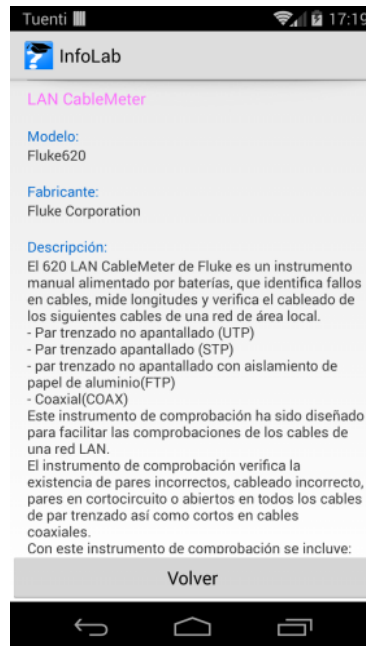 Tuenti
17:19
InfoLab
LAN CableMeter
Modelo:
Fluke620
Fabricante:
Fluke Corporation
Descripción:
El 620 LAN CableMeter de Fluke es un instrumento
manual alimentado por baterías, que identifica fallos
en cables, mide longitudes y verifica el cableado de
los siguientes cables de una red de área local.
- Par trenzado no apantallado (UTP)
- Par trenzado apantallado (STP)
- par trenzado no apantallado con aislamiento de
papel de aluminio(FTP)
- Coaxial(COAX)
Este instrumento de comprobación ha sido diseñado
para facilitar las comprobaciones de los cables de
una red LAN.
El instrumento de comprobación verifica la
existencia de pares incorrectos, cableado incorrecto,
pares en cortocircuito o abiertos en todos los cables
de par trenzado así como cortos en cables
coaxiales.
Con este instrumento de comprobación se incluve:
Volver